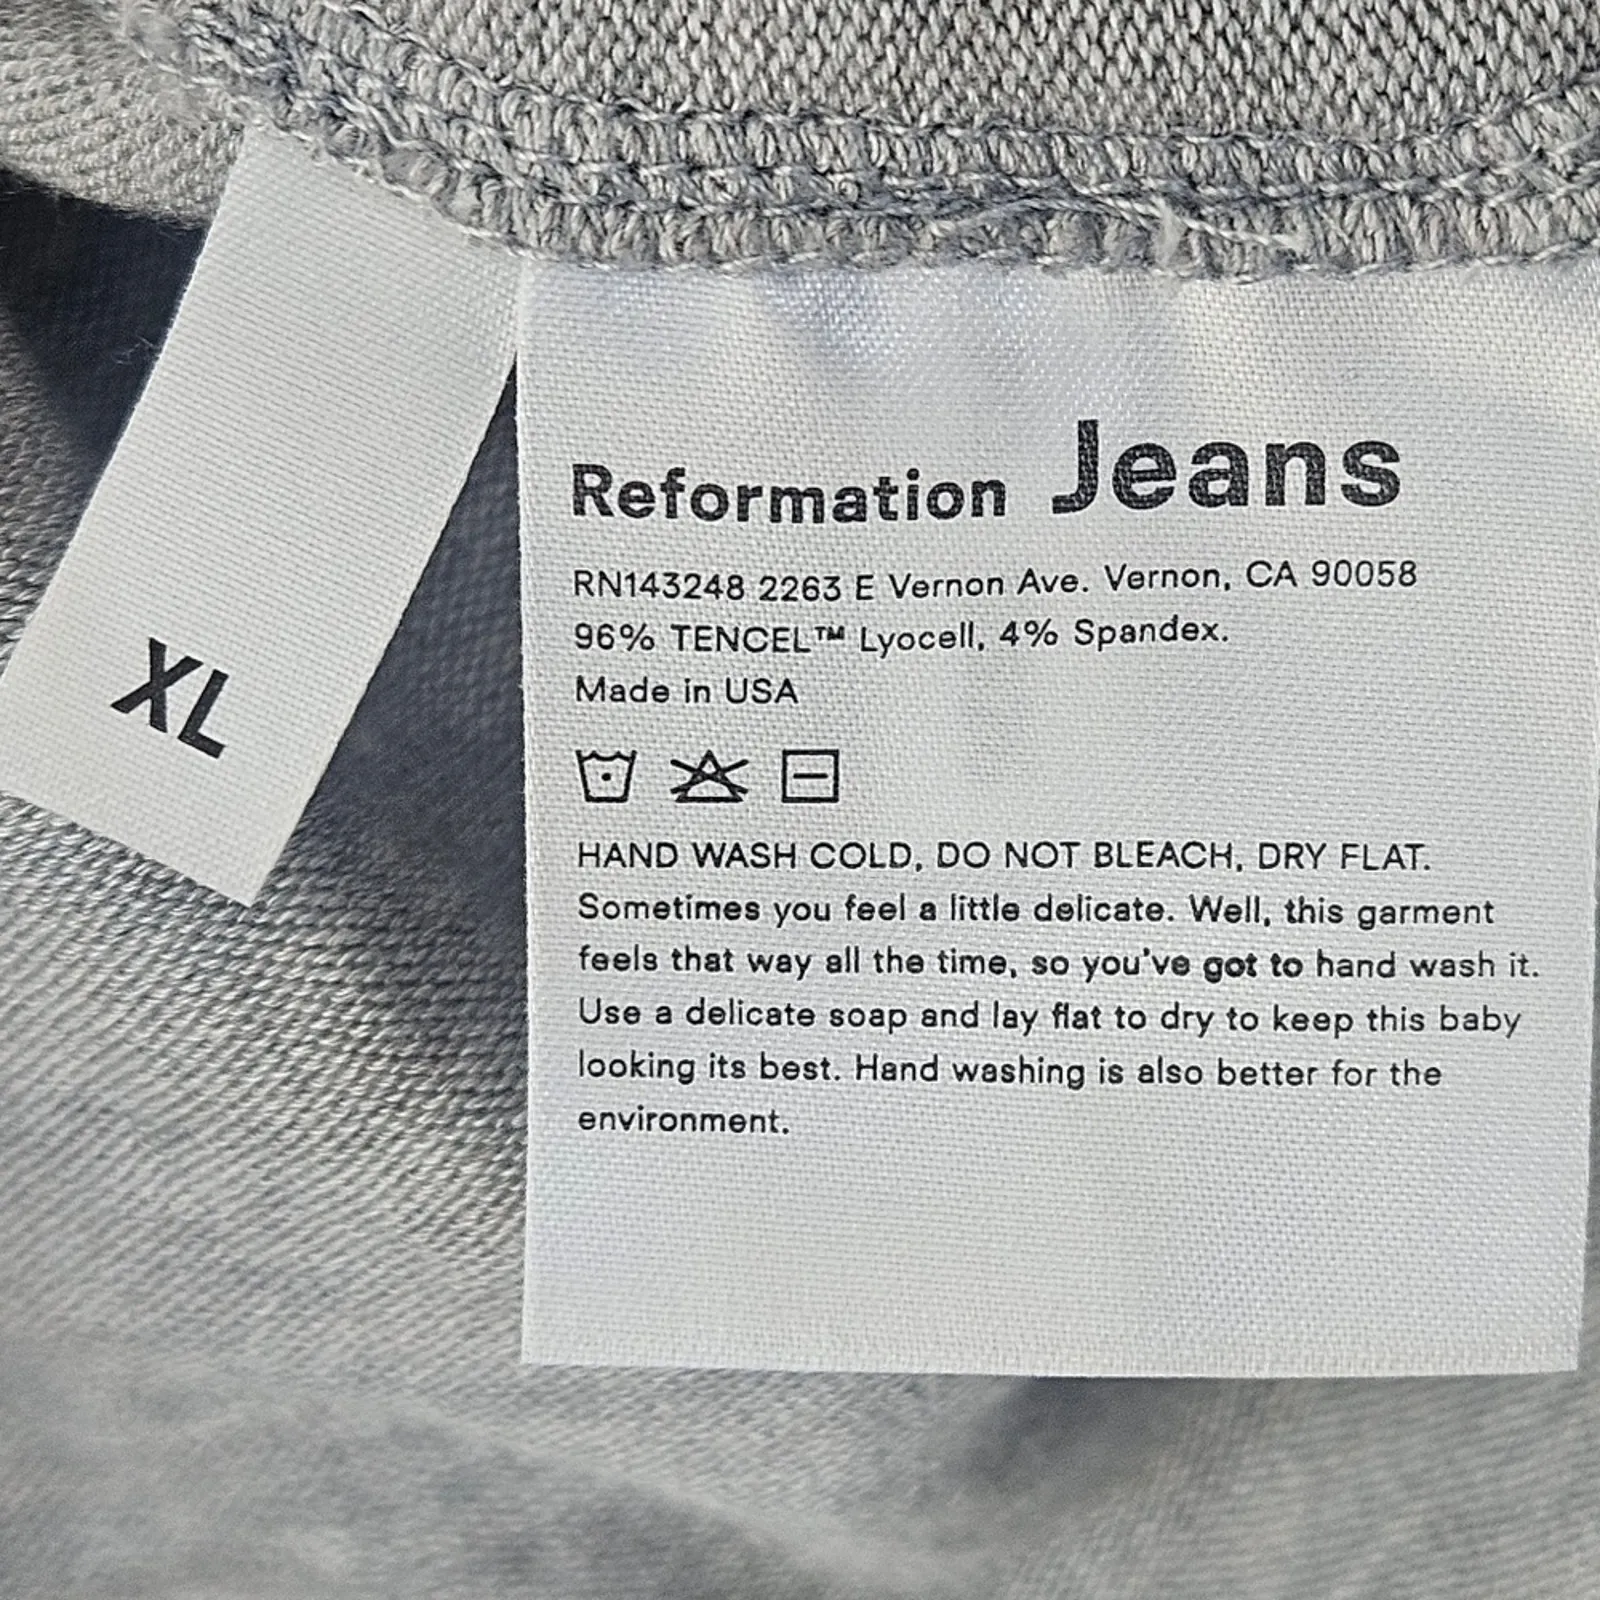 XL
Reformation Jeans
RN143248 2263 E Vernon Ave. Vernon, CA 90058
96% TENCEL™ Lyocell, 4% Spandex.
Made in USA
HAND WASH COLD, DO NOT BLEACH, DRY FLAT.
Sometimes you feel a little delicate. Well, this garment
feels that way all the time, so you've got to hand wash it.
Use a delicate soap and lay flat to dry to keep this baby
looking its best. Hand washing is also better for the
environment.